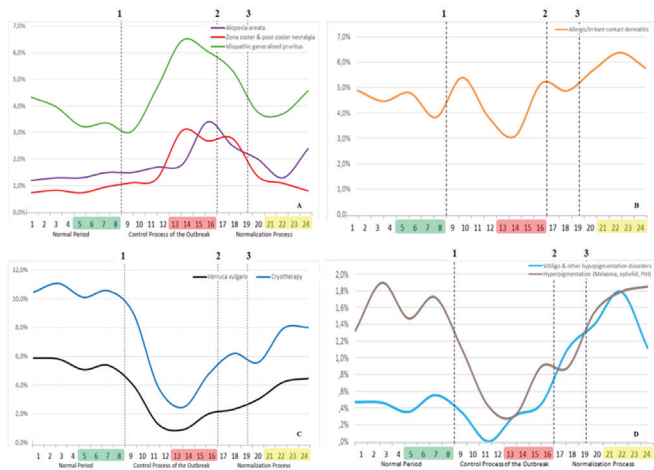 1
2
3
7,0%
6,0%
5,0%
4,0%
3,0%
2,0%
1,0%
0,0%
Alopecia areata
Zona zoster & post-zoster nevralgia
Idiopathic generalized pruritus
A
1 2 3 4 5 6 7 8 9 10 11 12 13 14 15 16 17 18 19 20 21 22 23 24
Normal Period Control Process of the Outbreak Normalization Process
1
2
3
7,0%
6,0%
5,0%
4,0%
3,0%
2,0%
1,0%
,0%
Allergic/irritant contact dermatitis
B
1 2 3 4 5 6 7 8 9 10 11 12 13 14 15 16 17 18 19 20 21 22 23 24
1
2
3
12,0%
10,0%
8,0%
6,0%
4,0%
2,0%
0,0%
Verruca vulgaris
Cryotherapy
C
1 2 3 4 5 6 7 8 9 10 11 12 13 14 15 16 17 18 19 20 21 22 23 24
Normal Period Control Process of the Outbreak Normalization Process
1
2
3
1,8%
1,6%
1,4%
1,2%
1,0%
,8%
,6%
,4%
,2%
,0%
Vitiligo & other hypopigmentation disorders
Hyperpigmentation (Melasma, ephelid, PIH)
D
1 2 3 4 5 6 7 8 9 10 11 12 13 14 15 16 17 18 19 20 21 22 23 24
Normal Period Control Process of the Outbreak Normalization Process